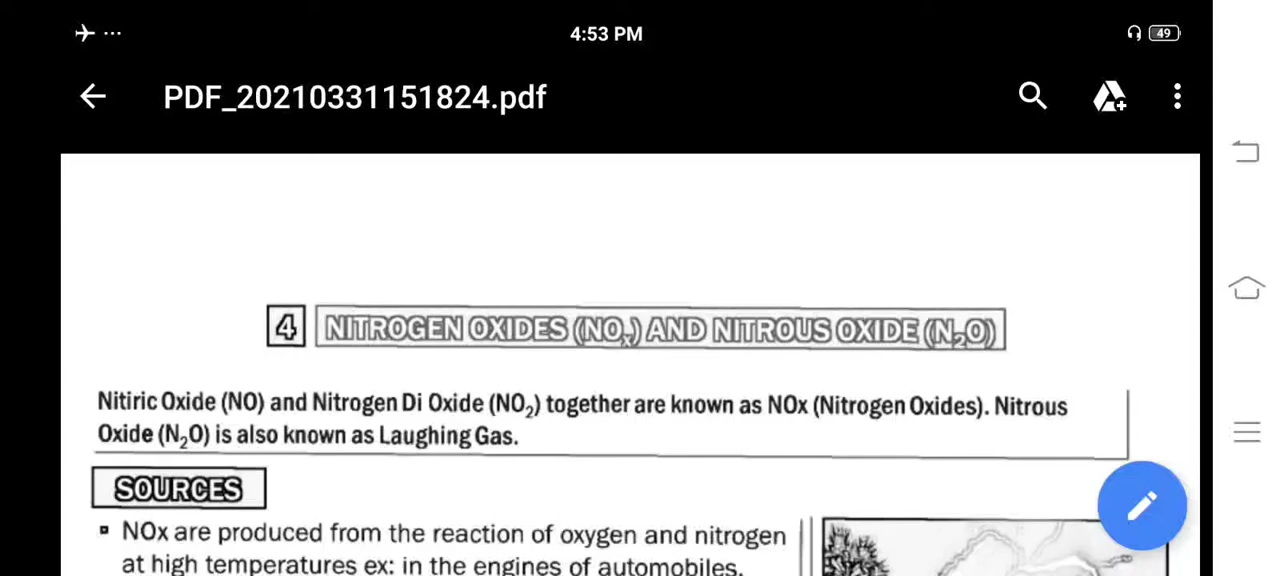 4:53 PM
49
PDF_20210331151824.pdf
4 NITROGEN OXIDES (NOₓ) AND NITROUS OXIDE (N₂O)
Nitiric Oxide (NO) and Nitrogen Di Oxide (NO₂) together are known as NOx (Nitrogen Oxides). Nitrous
Oxide (N₂O) is also known as Laughing Gas.
SOURCES
▫ NOx are produced from the reaction of oxygen and nitrogen
at high temperatures ex: in the engines of automobiles.